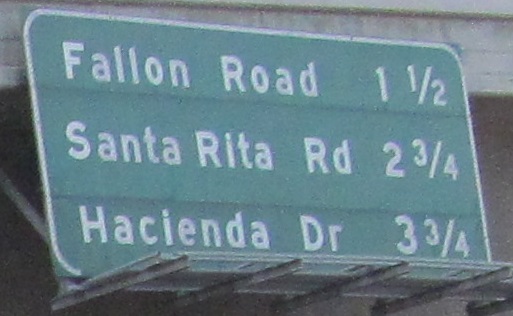 Fallon Road 1 1/2
Santa Rita Rd 2 3/4
Hacienda Dr 3 3/4